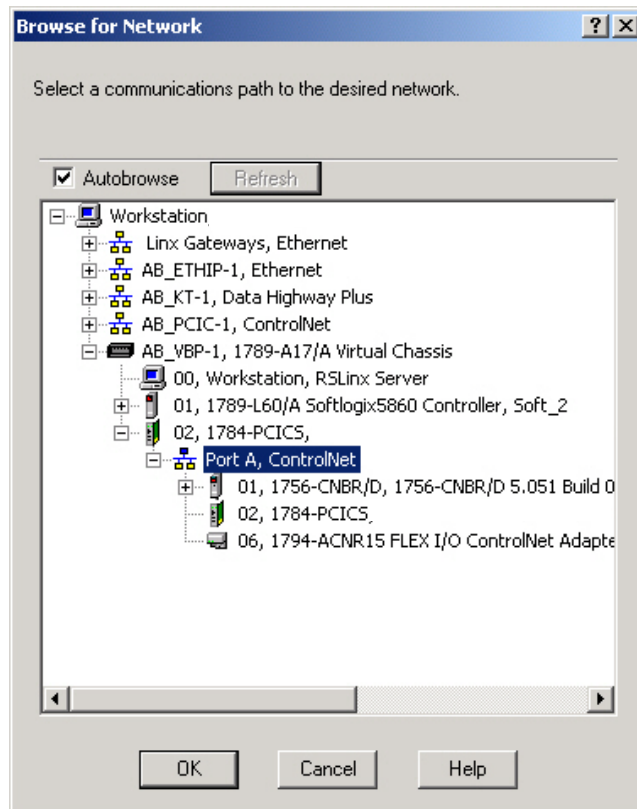 Browse for Network
Select a communications path to the desired network.
Autobrowse Refresh
Workstation
Linx Gateways, Ethernet
AB_ETHIP-1, Ethernet
AB_KT-1, Data Highway Plus
AB_PCIC-1, ControlNet
AB_VBP-1, 1789-A17/A Virtual Chassis
00, Workstation, RSLinx Server
01, 1789-L60/A Softlogix5860 Controller, Soft_2
02, 1784-PCICS,
Port A, ControlNet
01, 1756-CNBR/D, 1756-CNBR/D 5.051 Build 0
02, 1784-PCICS,
06, 1794-ACNR15 FLEX I/O ControlNet Adapte
OK Cancel Help